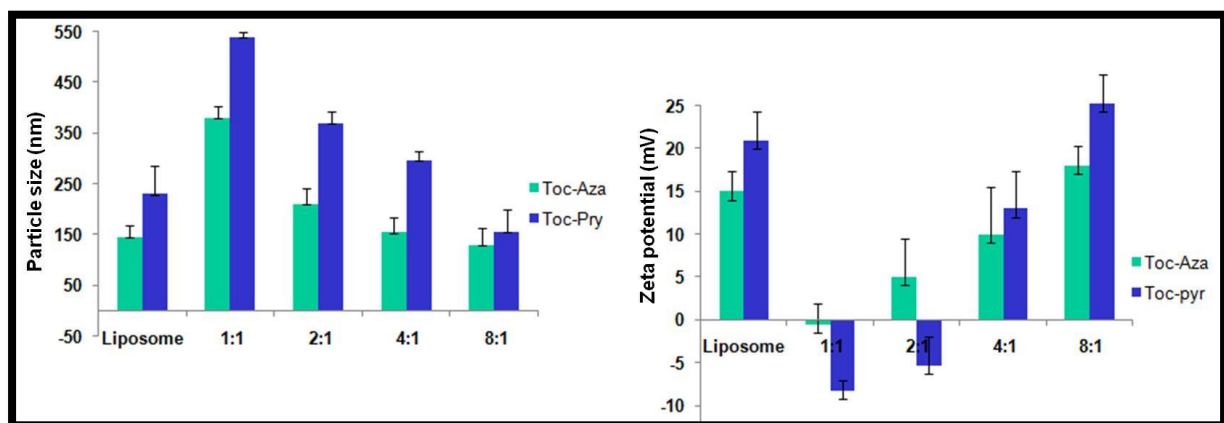 Particle size (nm)
550
450
350
250
150
50
-50
Liposome 1:1 2:1 4:1 8:1
Toc-Aza
Toc-Pry
Zeta potential (mV)
25
20
15
10
5
0
-5
-10
Liposome 1:1 2:1 4:1 8:1
Toc-Aza
Toc-pyr